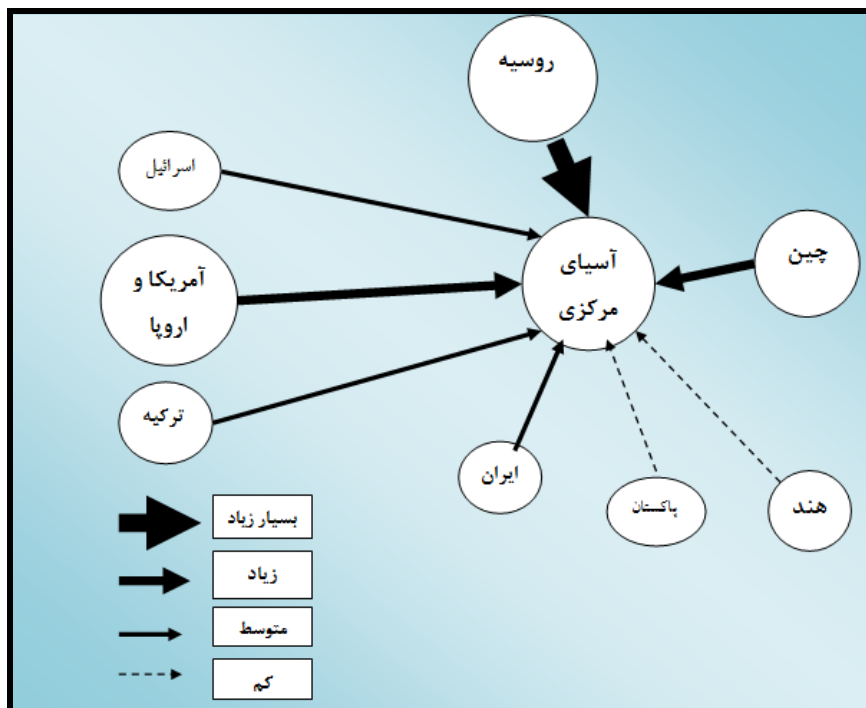 روسیه
اسرائیل
چین
آسیای
مرکزی
آمریکا و
اروپا
ترکیه
ایران
پاکستان
هند
بسیار زیاد
زیاد
متوسط
کم